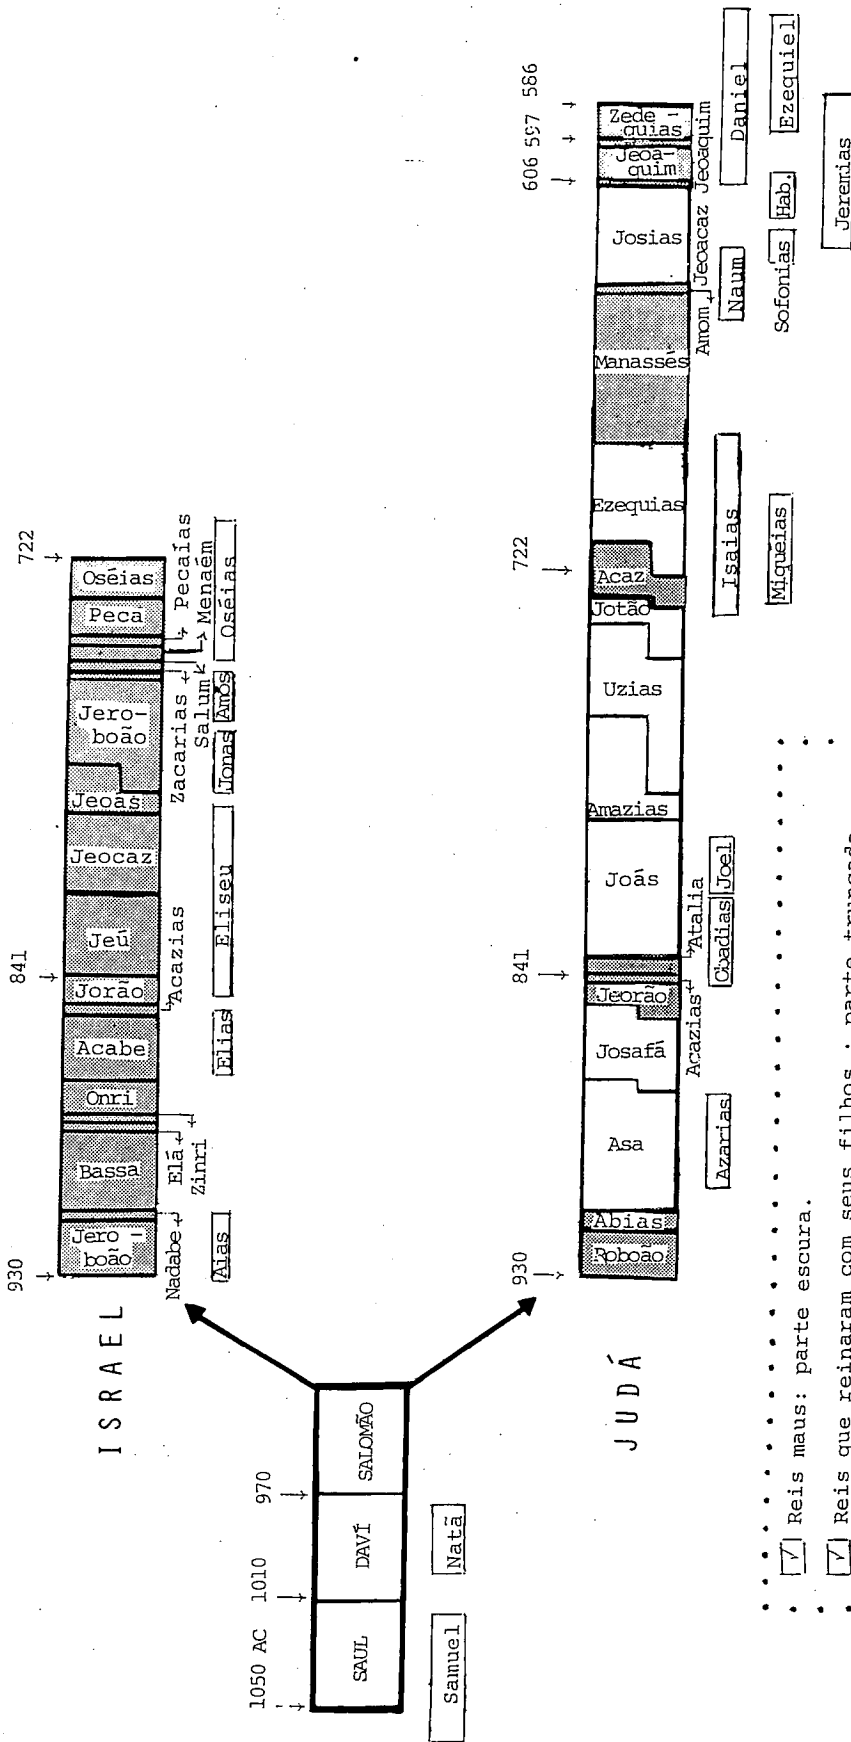 1050 AC
1010
970
SAUL
DAVÍ
SALOMÃO
Samuel
Natã
ISRAEL
930
841
722
Jero-
boão
Bassa
Onri
Acabe
Jorão
Jeú
Jeocaz
Jeoás
Jero-
boão
Peca
Oséias
Nadabe
Elá
Zinri
Acazias
Zacarias
Salum
Menaém
Pecaías
Aias
Elias
Eliseu
Jonas
Amós
Oséias
JUDÁ
930
841
722
606
597
586
Roboão
Abias
Asa
Josafá
Jeorão
Joás
Amazias
Uzias
Jotão
Acaz
Ezequias
Manassés
Josias
Jeoa-
quim
Zede-
quias
Acazias
Atalia
Amom
Jeoacaz
Jeoaquim
Azarias
Obadias
Joel
Isaias
Naum
Daniel
Miquéias
Sofonias
Hab.
Ezequiel
Jeremias
Reis maus: parte escura.
Reis que reinaram com seus filhos : parte truncada